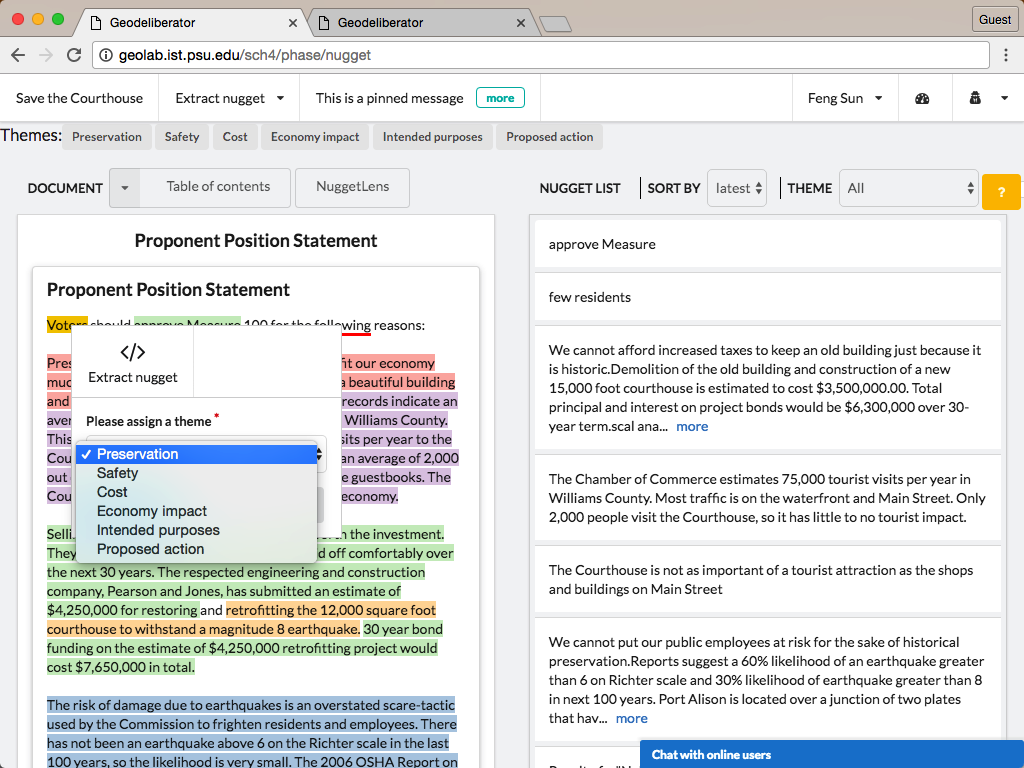 Geodeliberator
Geodeliberator
Guest
geolab.ist.psu.edu/sch4/phase/nugget
Save the Courthouse
Extract nugget
This is a pinned message
more
Feng Sun
Themes:
Preservation
Safety
Cost
Economy impact
Intended purposes
Proposed action
DOCUMENT
Table of contents
NuggetLens
NUGGET LIST
SORT BY
latest
THEME
All
?
Proponent Position Statement
Proponent Position Statement
Voters should approve Measure 100 for the following reasons:
Pres fit our economy
muc a beautiful building
and records indicate an
aver Williams County.
This sits per year to the
Cou an average of 2,000
out e guestbooks. The
Cou economy.
</> Extract nugget
Please assign a theme *
✓ Preservation
Safety
Cost
Economy impact
Intended purposes
Proposed action
Selli the investment.
They d off comfortably over
the next 30 years. The respected engineering and construction
company, Pearson and Jones, has submitted an estimate of
$4,250,000 for restoring and retrofitting the 12,000 square foot
courthouse to withstand a magnitude 8 earthquake. 30 year bond
funding on the estimate of $4,250,000 retrofitting project would
cost $7,650,000 in total.
The risk of damage due to earthquakes is an overstated scare-tactic
used by the Commission to frighten residents and employees. There
has not been an earthquake above 6 on the Richter scale in the last
100 years, so the likelihood is very small. The 2006 OSHA Report on
approve Measure
few residents
We cannot afford increased taxes to keep an old building just because it
is historic.Demolition of the old building and construction of a new
15,000 foot courthouse is estimated to cost $3,500,000.00. Total
principal and interest on project bonds would be $6,300,000 over 30-
year term.scal ana... more
The Chamber of Commerce estimates 75,000 tourist visits per year in
Williams County. Most traffic is on the waterfront and Main Street. Only
2,000 people visit the Courthouse, so it has little to no tourist impact.
The Courthouse is not as important of a tourist attraction as the shops
and buildings on Main Street
We cannot put our public employees at risk for the sake of historical
preservation.Reports suggest a 60% likelihood of an earthquake greater
than 6 on Richter scale and 30% likelihood of earthquake greater than 8
in next 100 years. Port Alison is located over a junction of two plates
that hav... more
Chat with online users